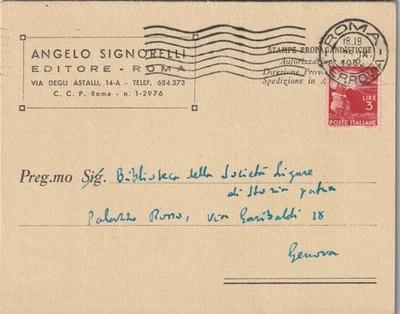 ANGELO SIGNORELLI
EDITORE - ROMA
VIA DEGLI ASTALLI, 14-A - TELEF. 684.373
C. C. P. Roma - n. 1-2976
STAMPE PROPAGANDISTICHE
Autorizzazione
Direzione Prov
Spedizione in A
ROMA
18.19
FERROVIA
LIRE
3
POSTE ITALIANE
Preg.mo Sig. Biblioteca della Società Ligure
di Storia patria
Palazzo Rosso, via Garibaldi 18
Genova